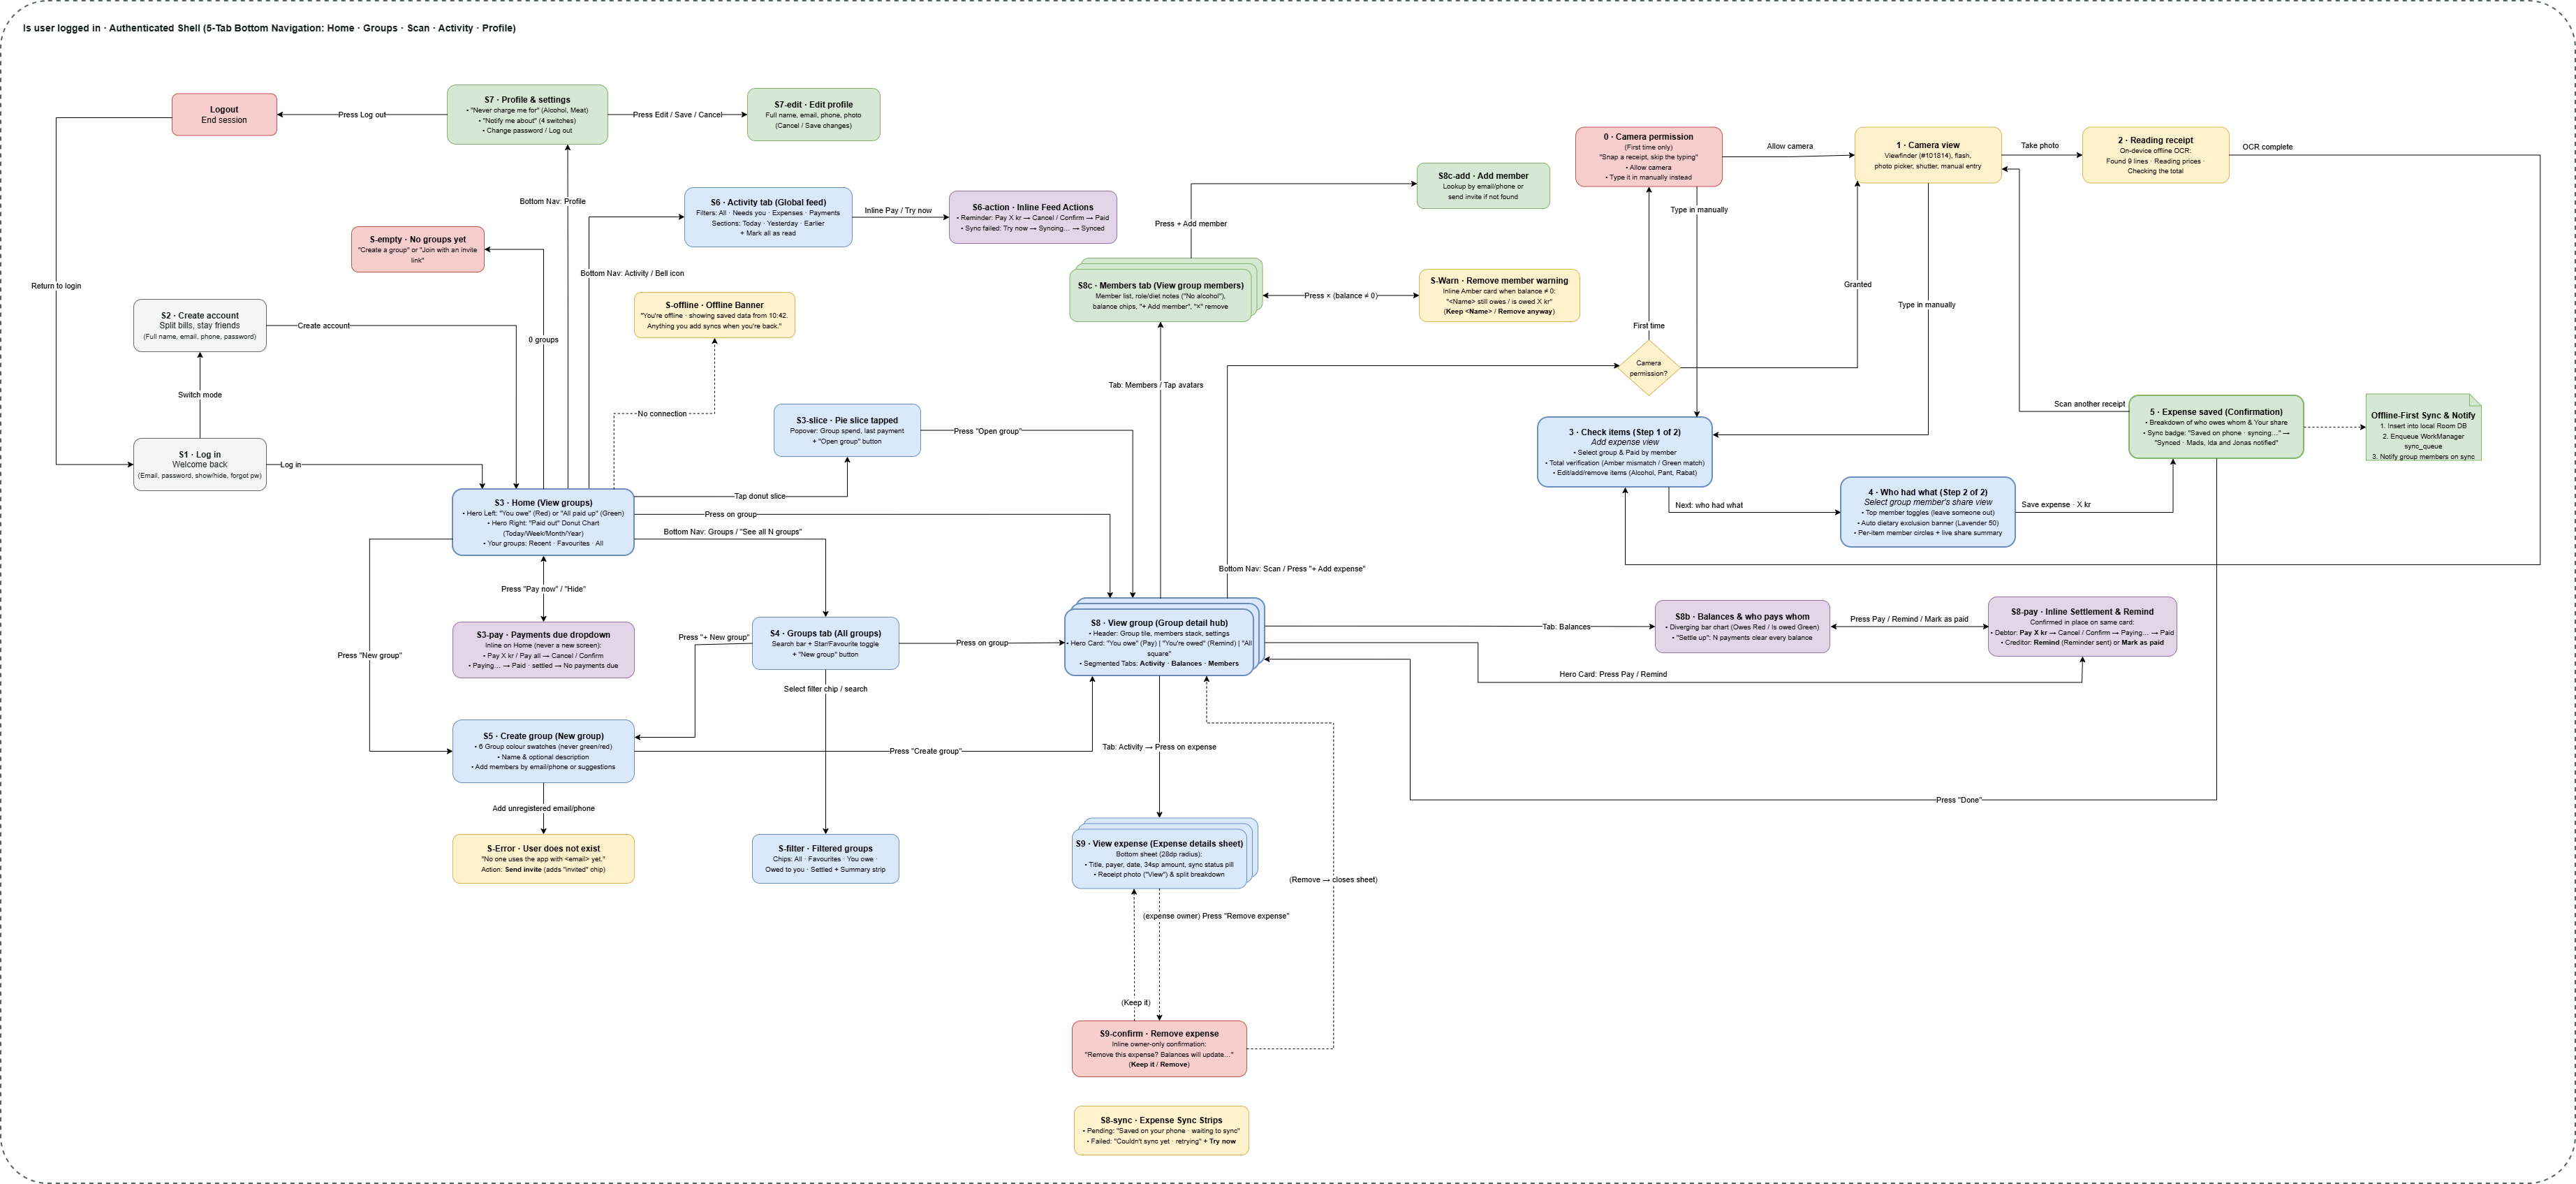 Is user logged in · Authenticated Shell (5-Tab Bottom Navigation: Home · Groups · Scan · Activity · Profile)
Logout
End session
Press Log out
S7 · Profile & settings
• "Never charge me for" (Alcohol, Meat)
• "Notify me about" (4 switches)
• Change password / Log out
Press Edit / Save / Cancel
S7-edit · Edit profile
Full name, email, phone, photo
(Cancel / Save changes)
0 · Camera permission
(First time only)
"Snap a receipt, skip the typing"
• Allow camera
• Type it in manually instead
Allow camera
1 · Camera view
Viewfinder (#101814), flash,
photo picker, shutter, manual entry
Take photo
2 · Reading receipt
On-device offline OCR:
Found 9 lines · Reading prices ·
Checking the total
OCR complete
S8c-add · Add member
Lookup by email/phone or
send invite if not found
Bottom Nav: Profile
S6 · Activity tab (Global feed)
Filters: All · Needs you · Expenses · Payments
Sections: Today · Yesterday · Earlier
+ Mark all as read
Inline Pay / Try now
S6-action · Inline Feed Actions
• Reminder: Pay X kr → Cancel / Confirm → Paid
• Sync failed: Try now → Syncing... → Synced
Press + Add member
Type in manually
S-empty · No groups yet
"Create a group" or "Join with an invite
link"
Bottom Nav: Activity / Bell icon
Return to login
S8c · Members tab (View group members)
Member list, role/diet notes ("No alcohol"),
balance chips, "+ Add member", "×" remove
Press × (balance ≠ 0)
S-Warn · Remove member warning
Inline Amber card when balance ≠ 0:
"<Name> still owes / is owed X kr"
(Keep <Name> / Remove anyway)
Granted
Type in manually
S-offline · Offline Banner
"You're offline · showing saved data from 10:42.
Anything you add syncs when you're back."
S2 · Create account
Split bills, stay friends
(Full name, email, phone, password)
Create account
0 groups
First time
Camera
permission?
Switch mode
Tab: Members / Tap avatars
No connection
S3-slice · Pie slice tapped
Popover: Group spend, last payment
+ "Open group" button
Press "Open group"
Scan another receipt
5 · Expense saved (Confirmation)
• Breakdown of who owes whom & Your share
• Sync badge: "Saved on phone · syncing..." →
"Synced · Mads, Ida and Jonas notified"
Offline-First Sync & Notify
1. Insert into local Room DB
2. Enqueue WorkManager
sync_queue
3. Notify group members on sync
3 · Check items (Step 1 of 2)
Add expense view
• Select group & Paid by member
• Total verification (Amber mismatch / Green match)
• Edit/add/remove items (Alcohol, Pant, Rabat)
S1 · Log in
Welcome back
(Email, password, show/hide, forgot pw)
Log in
S3 · Home (View groups)
• Hero Left: "You owe" (Red) or "All paid up" (Green)
• Hero Right: "Paid out" Donut Chart
(Today/Week/Month/Year)
• Your groups: Recent · Favourites · All
Tap donut slice
Press on group
Bottom Nav: Groups / "See all N groups"
Next: who had what
4 · Who had what (Step 2 of 2)
Select group member's share view
• Top member toggles (leave someone out)
• Auto dietary exclusion banner (Lavender 50)
• Per-item member circles + live share summary
Save expense · X kr
Bottom Nav: Scan / Press "+ Add expense"
Press "Pay now" / "Hide"
S3-pay · Payments due dropdown
Inline on Home (never a new screen):
• Pay X kr / Pay all → Cancel / Confirm
• Paying... → Paid · settled → No payments due
Press "New group"
Press "+ New group"
S4 · Groups tab (All groups)
Search bar + Star/Favourite toggle
+ "New group" button
Press on group
S8 · View group (Group detail hub)
• Header: Group tile, members stack, settings
• Hero Card: "You owe" (Pay) | "You're owed" (Remind) | "All
square"
• Segmented Tabs: Activity · Balances · Members
Tab: Balances
S8b · Balances & who pays whom
• Diverging bar chart (Owes Red / Is owed Green)
• "Settle up": N payments clear every balance
Press Pay / Remind / Mark as paid
S8-pay · Inline Settlement & Remind
Confirmed in place on same card:
• Debtor: Pay X kr → Cancel / Confirm → Paying... → Paid
• Creditor: Remind (Reminder sent) or Mark as paid
Hero Card: Press Pay / Remind
Select filter chip / search
S5 · Create group (New group)
• 6 Group colour swatches (never green/red)
• Name & optional description
• Add members by email/phone or suggestions
Press "Create group"
Tab: Activity → Press on expense
Press "Done"
Add unregistered email/phone
S-Error · User does not exist
"No one uses the app with <email> yet."
Action: Send invite (adds "invited" chip)
S-filter · Filtered groups
Chips: All · Favourites · You owe ·
Owed to you · Settled + Summary strip
S9 · View expense (Expense details sheet)
Bottom sheet (28dp radius):
• Title, payer, date, 34sp amount, sync status pill
• Receipt photo ("View") & split breakdown
(Remove → closes sheet)
(expense owner) Press "Remove expense"
(Keep it)
S9-confirm · Remove expense
Inline owner-only confirmation:
"Remove this expense? Balances will update..."
(Keep it / Remove)
S8-sync · Expense Sync Strips
• Pending: "Saved on your phone · waiting to sync"
• Failed: "Couldn't sync yet · retrying" + Try now